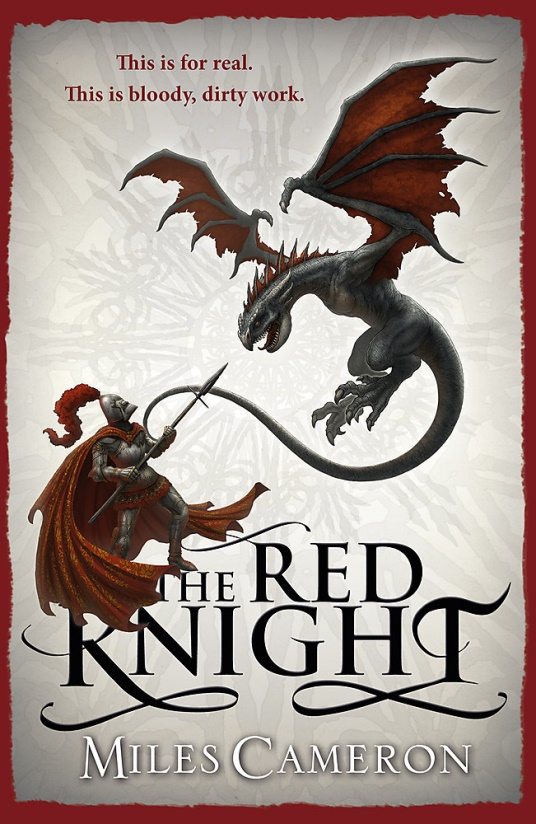 This is for real.
This is bloody, dirty work.
THE RED
KNIGHT
MILES CAMERON